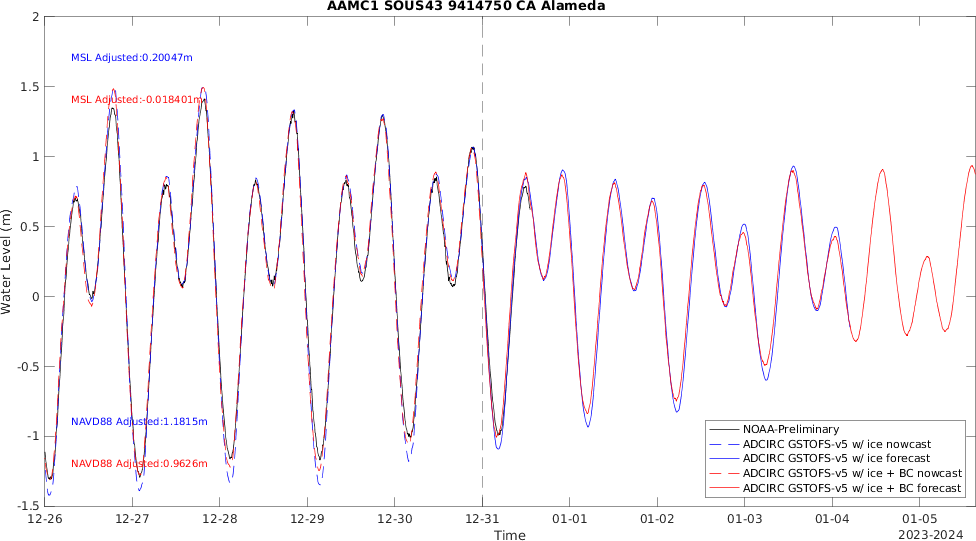 AAMC1 SOUS43 9414750 CA Alameda
2
1.5
1
0.5
0
-0.5
-1
-1.5
Water Level (m)
MSL Adjusted:0.20047m
MSL Adjusted:-0.018401m
NAVD88 Adjusted:1.1815m
NAVD88 Adjusted:0.9626m
NOAA-Preliminary
ADCIRC GSTOFS-v5 w/ ice nowcast
ADCIRC GSTOFS-v5 w/ ice forecast
ADCIRC GSTOFS-v5 w/ ice + BC nowcast
ADCIRC GSTOFS-v5 w/ ice + BC forecast
12-26 12-27 12-28 12-29 12-30 12-31 01-01 01-02 01-03 01-04 01-05
Time
2023-2024